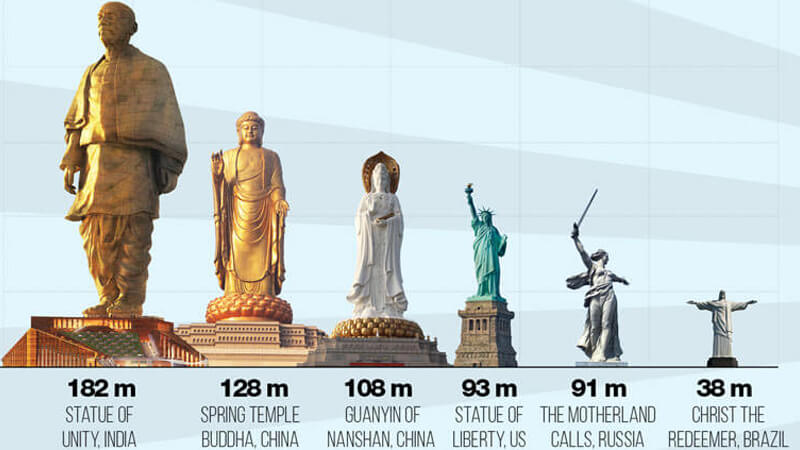 182 m
STATUE OF
UNITY, INDIA
128 m
SPRING TEMPLE
BUDDHA, CHINA
108 m
GUANYIN OF
NANSHAN, CHINA
93 m
STATUE OF
LIBERTY, US
91 m
THE MOTHERLAND
CALLS, RUSSIA
38 m
CHRIST THE
REDEEMER, BRAZIL